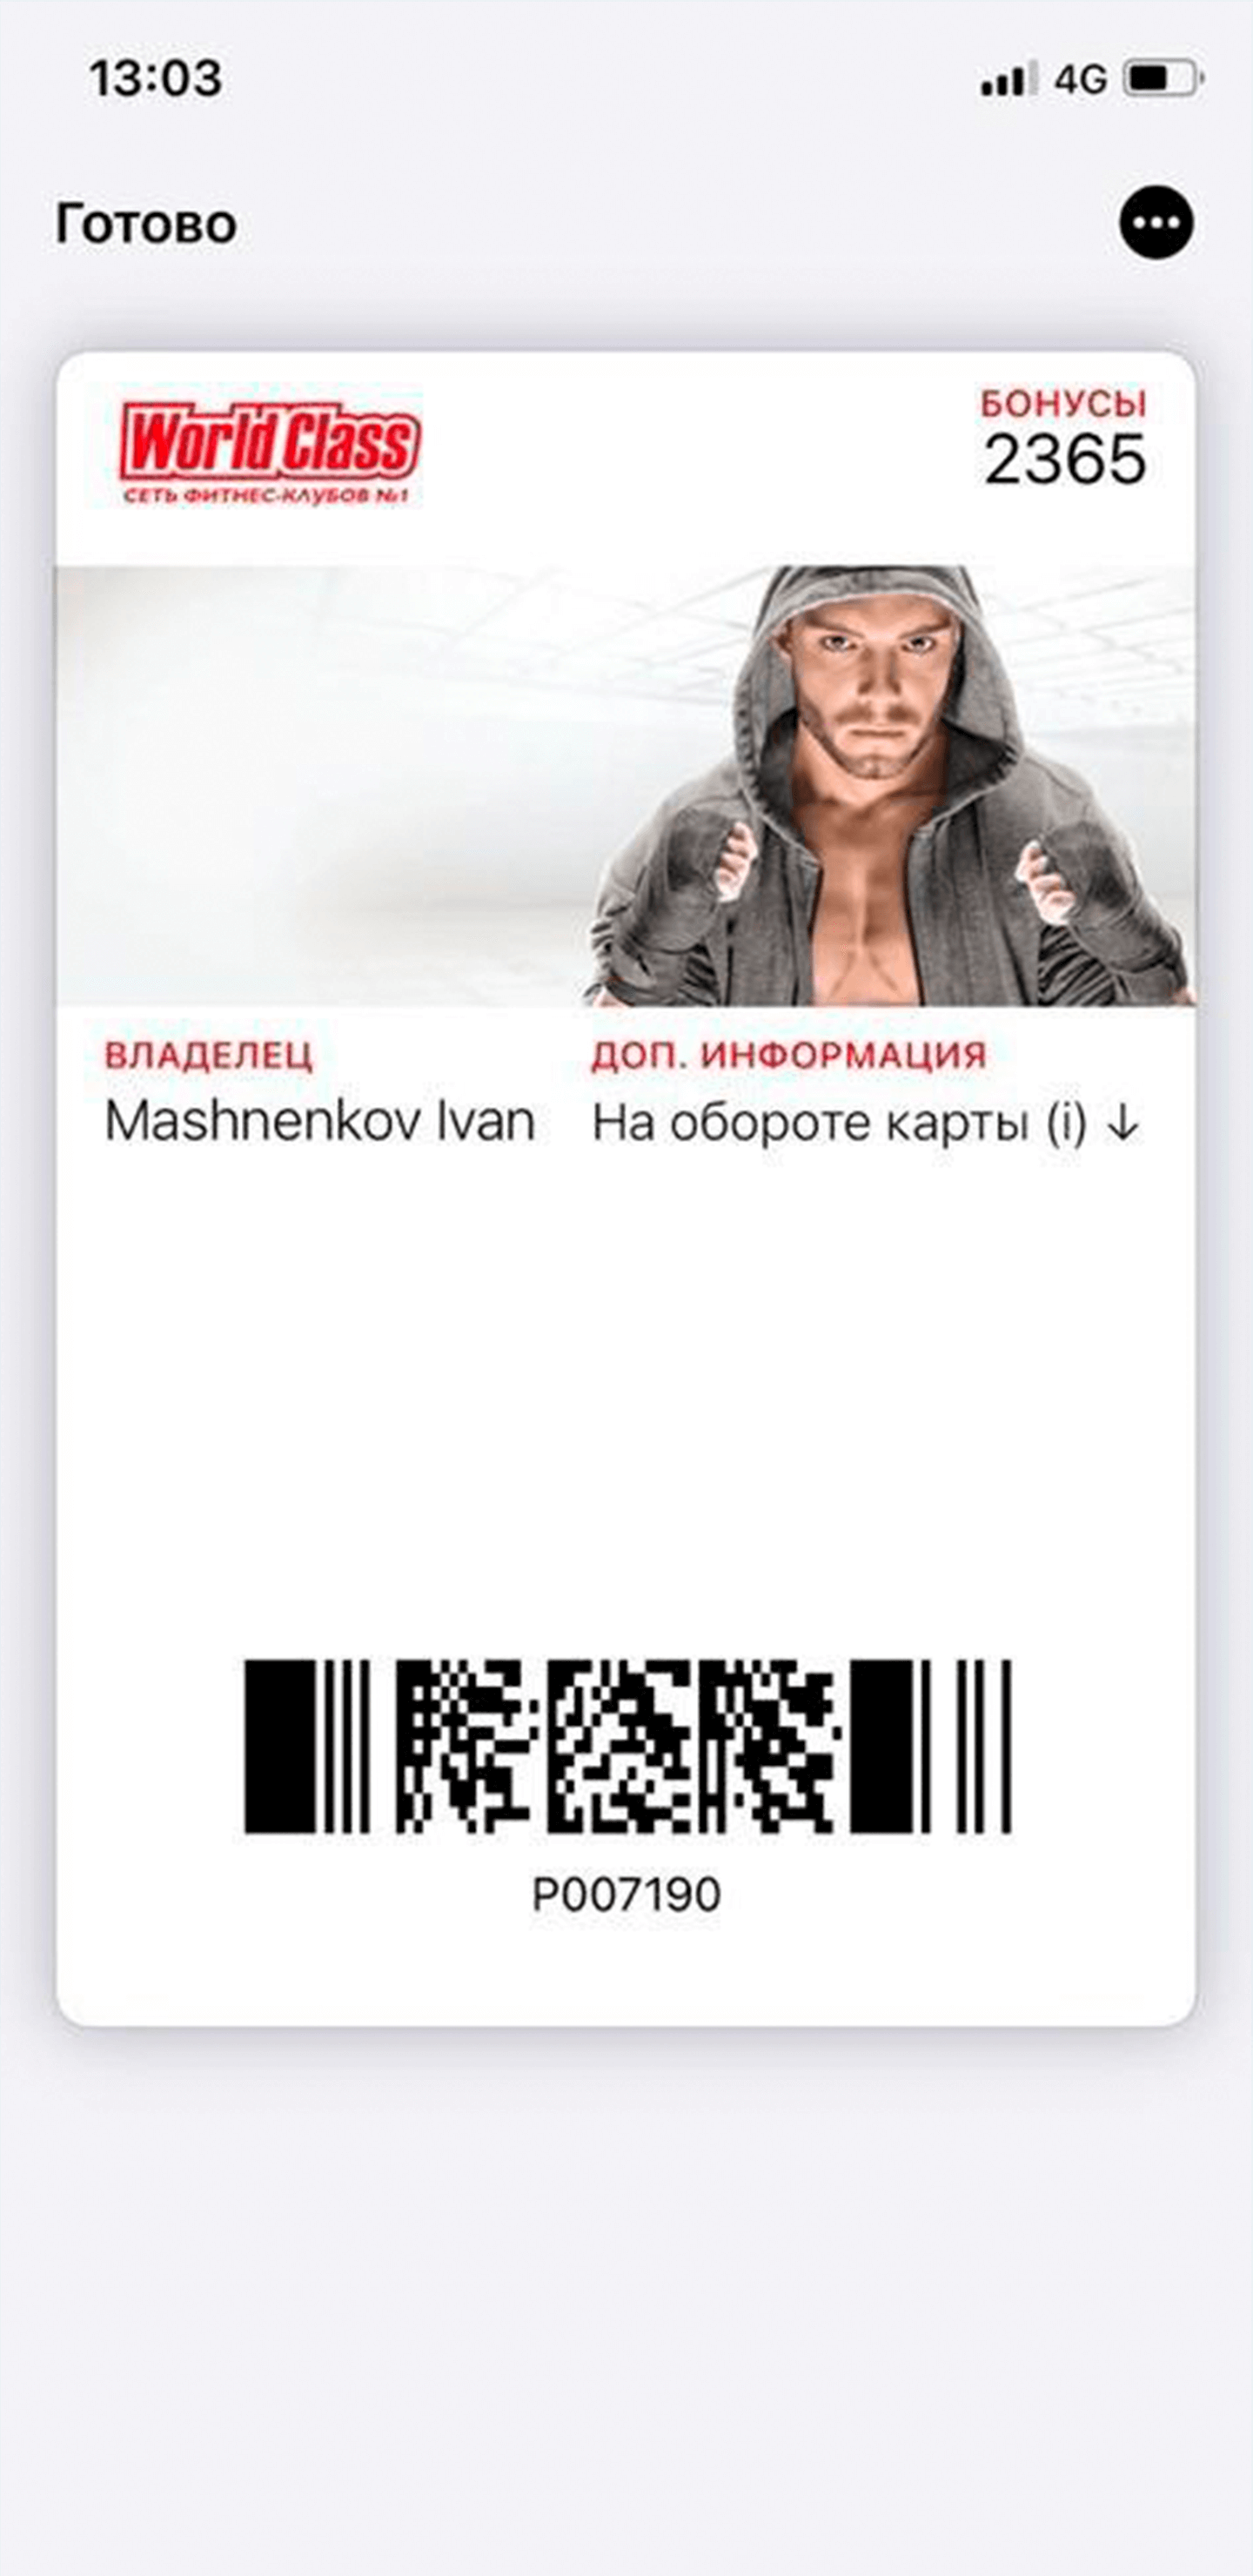 13:03
4G
Готово
World Class
СЕТЬ ФИТНЕС-КЛУБОВ №1
БОНУСЫ
2365
ВЛАДЕЛЕЦ
Mashnenkov Ivan
ДОП. ИНФОРМАЦИЯ
На обороте карты (i) ↓
P007190